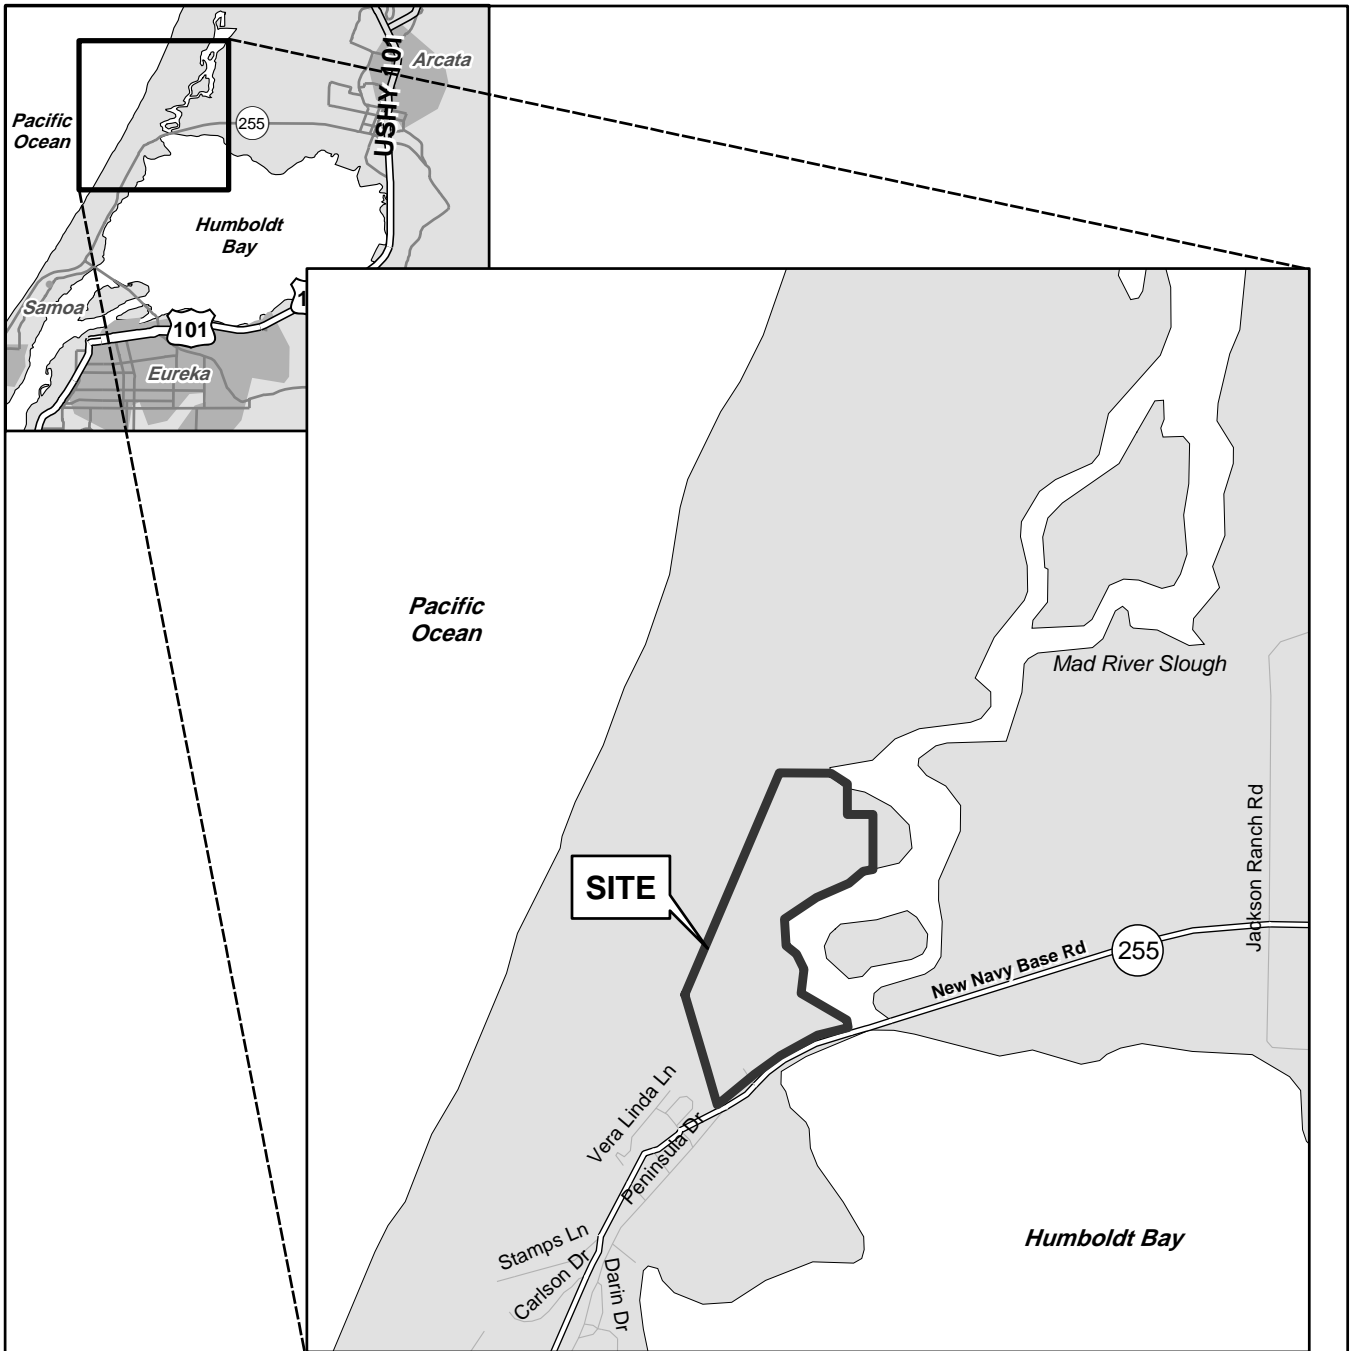 Arcata
USHY 101
Pacific
Ocean
255
Humboldt
Bay
Samoa
1
101
Eureka
Pacific
Ocean
Mad River Slough
Jackson Ranch Rd
SITE
New Navy Base Rd
255
Vera Linda Ln
Peninsula Dr
Stamps Ln
Carlson Dr
Darin Dr
Humboldt Bay